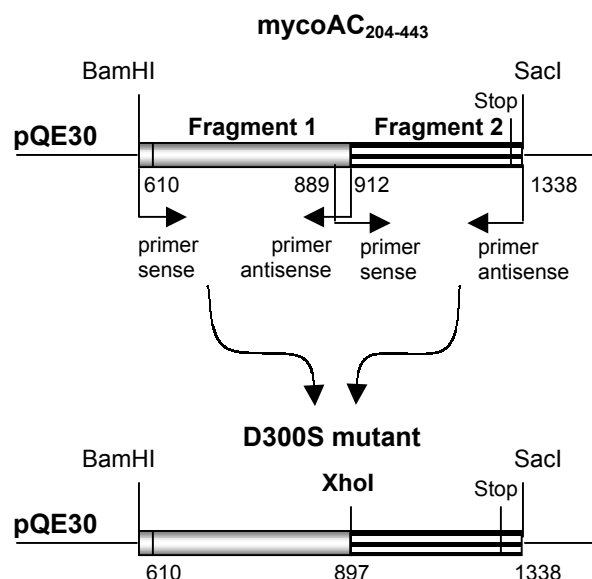 mycoAC204-443
BamHI SacI
Stop
pQE30 Fragment 1 Fragment 2
610 889 912 1338
primer sense
primer antisense
primer sense
primer antisense
D300S mutant
BamHI SacI
XhoI Stop
pQE30
610 897 1338